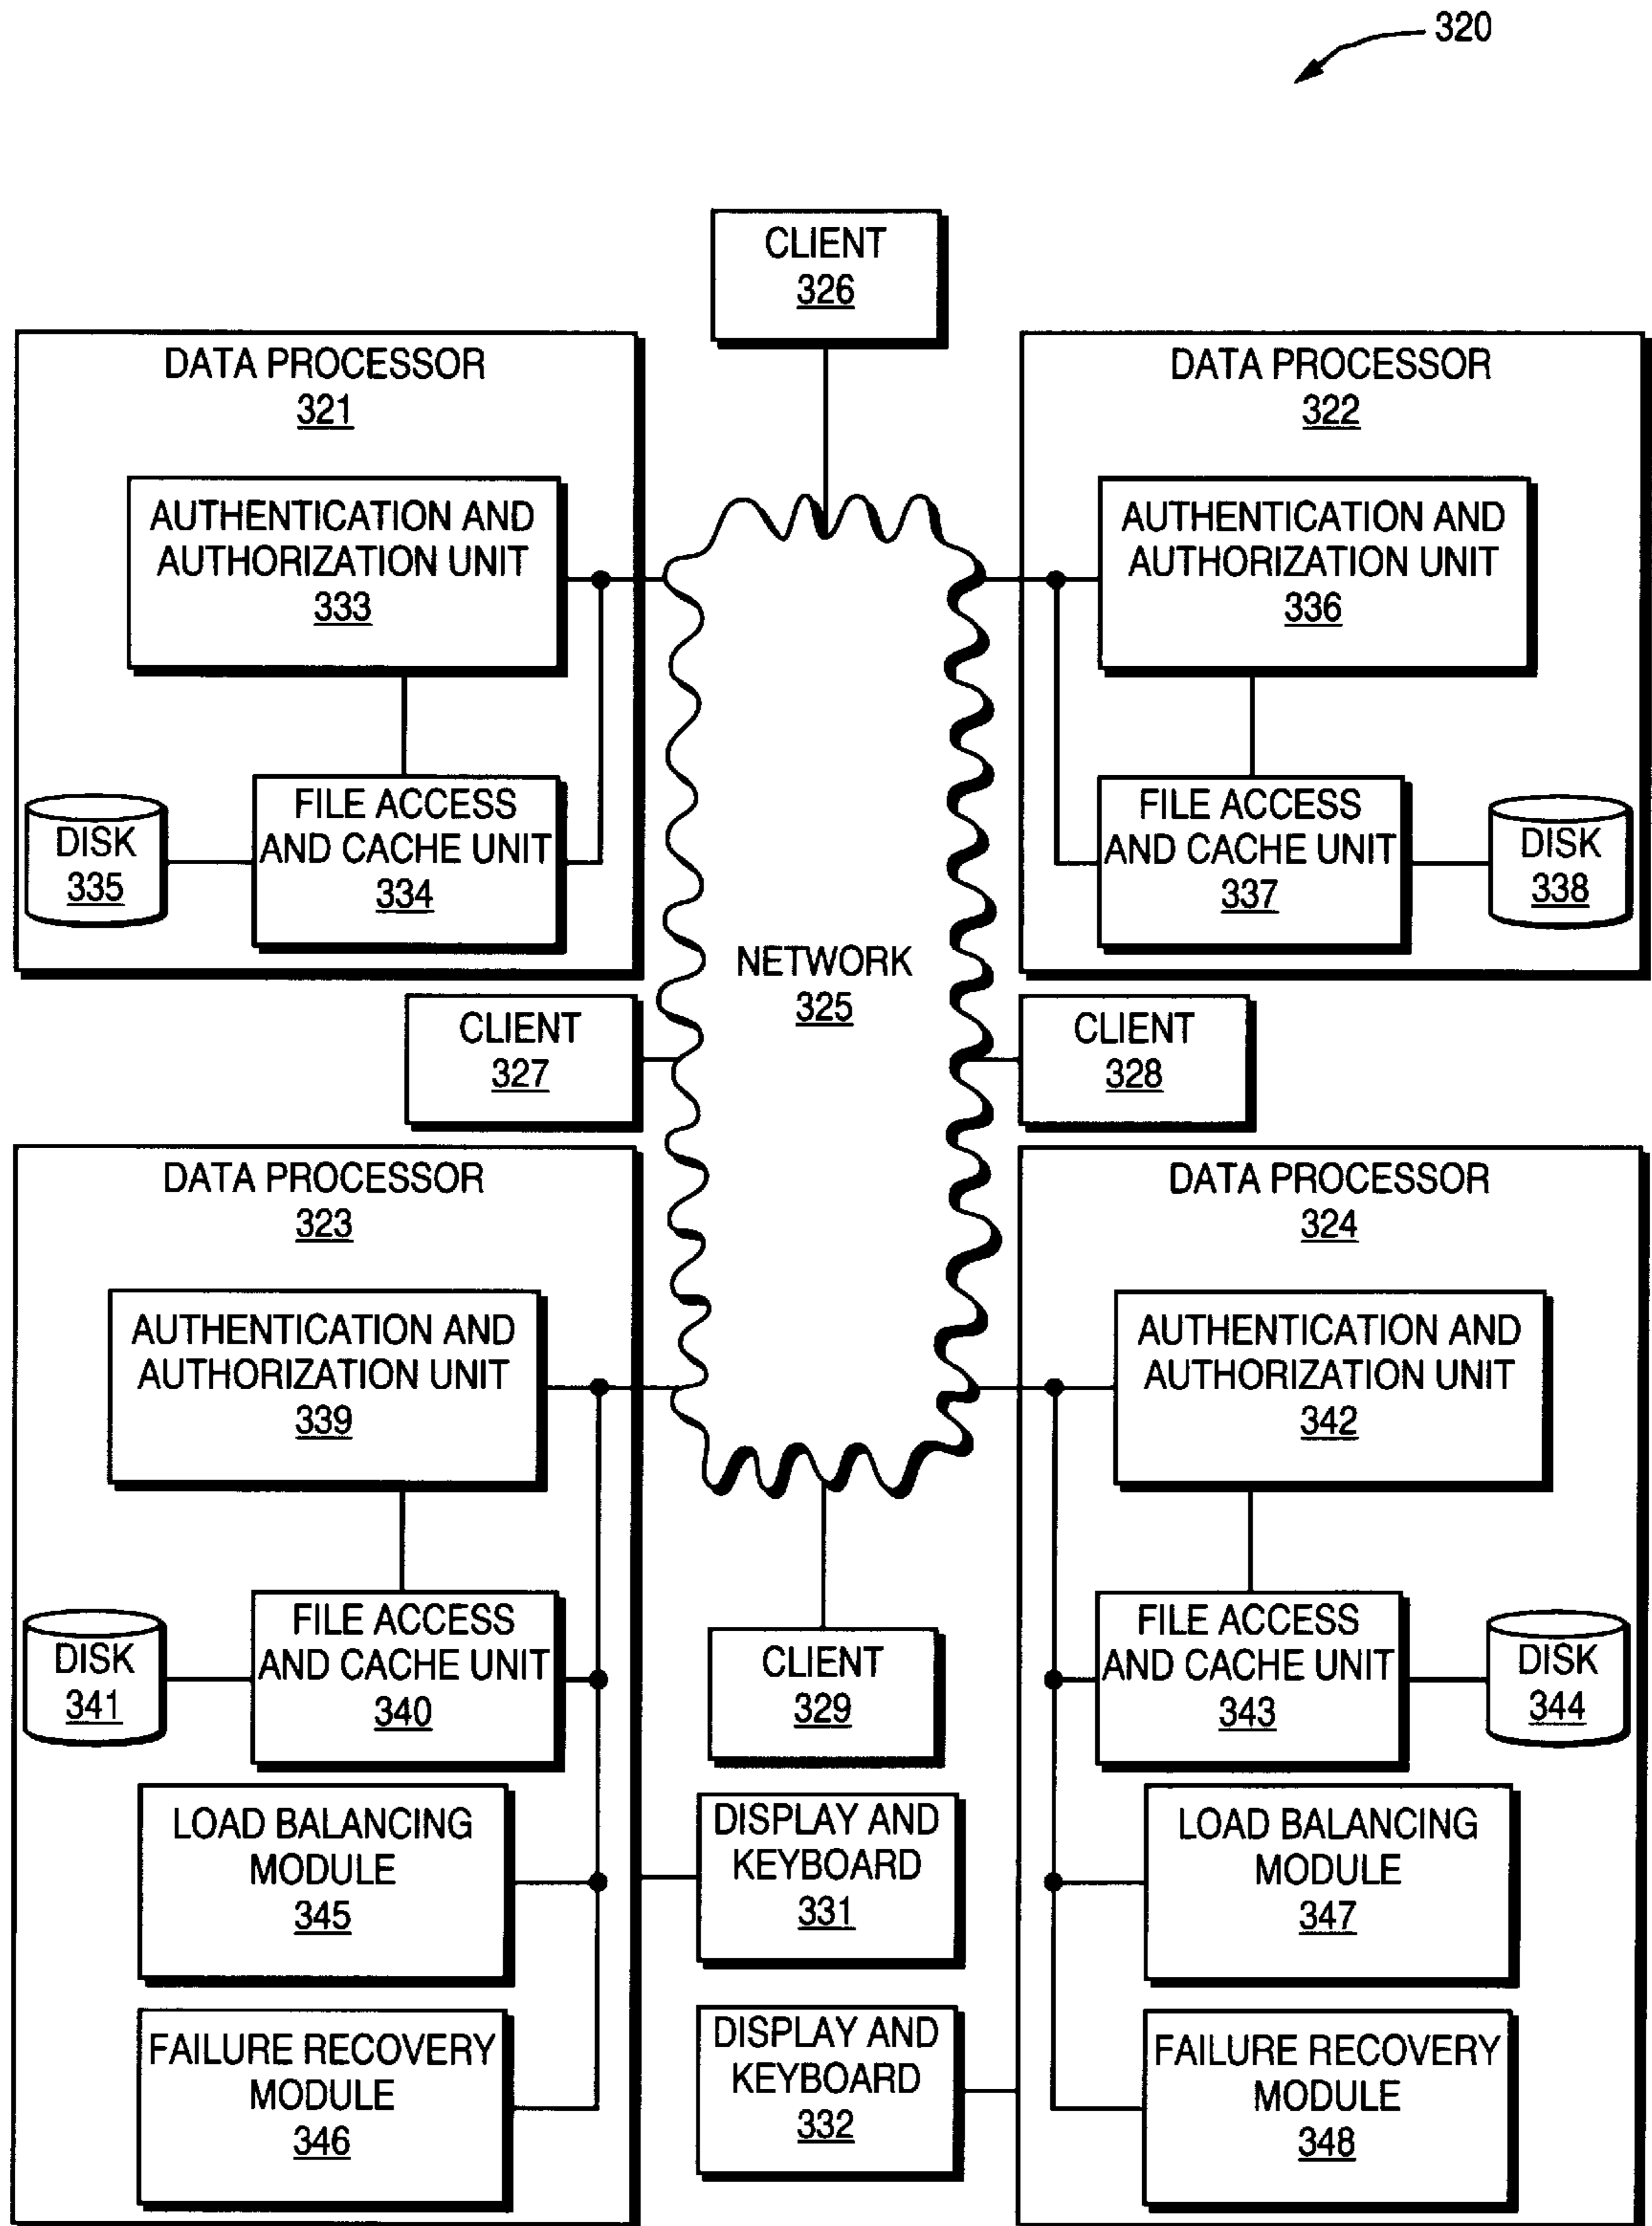 320
CLIENT
326
DATA PROCESSOR
321
AUTHENTICATION AND
AUTHORIZATION UNIT
333
FILE ACCESS
AND CACHE UNIT
334
DISK
335
DATA PROCESSOR
322
AUTHENTICATION AND
AUTHORIZATION UNIT
336
FILE ACCESS
AND CACHE UNIT
337
DISK
338
NETWORK
325
CLIENT
327
CLIENT
328
DATA PROCESSOR
323
AUTHENTICATION AND
AUTHORIZATION UNIT
339
FILE ACCESS
AND CACHE UNIT
340
DISK
341
LOAD BALANCING
MODULE
345
FAILURE RECOVERY
MODULE
346
CLIENT
329
DISPLAY AND
KEYBOARD
331
DISPLAY AND
KEYBOARD
332
DATA PROCESSOR
324
AUTHENTICATION AND
AUTHORIZATION UNIT
342
FILE ACCESS
AND CACHE UNIT
343
DISK
344
LOAD BALANCING
MODULE
347
FAILURE RECOVERY
MODULE
348